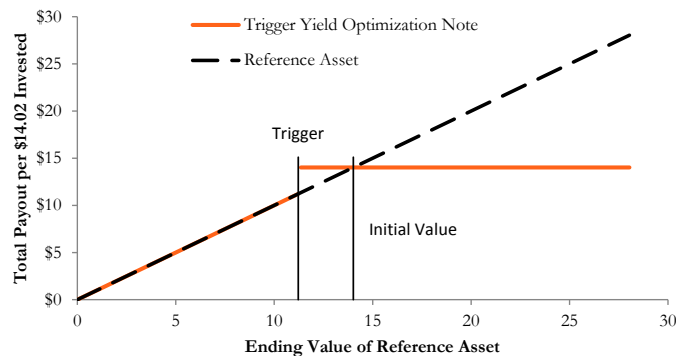 Trigger Yield Optimization Note
Reference Asset
Total Payout per $14.02 Invested
$30
$25
$20
$15
$10
$5
$0
Trigger
Initial Value
0
5
10
15
20
25
30
Ending Value of Reference Asset